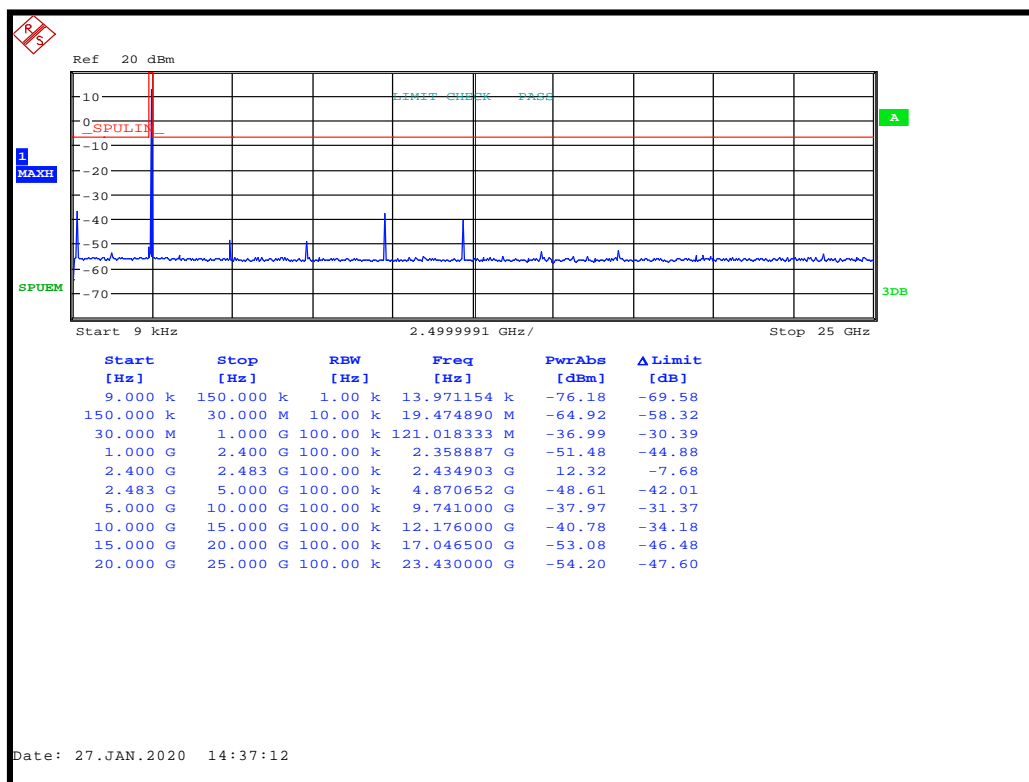 R S
Ref 20 dBm
10
LIMIT CHECK PASS
0
A
_SPULIN_
-10
1
MAXH
-20
-30
-40
-50
-60
SPUEM
-70
3DB
Start 9 kHz 2.4999991 GHz/ Stop 25 GHz
Start Stop RBW Freq PwrAbs ΔLimit
[Hz] [Hz] [Hz] [Hz] [dBm] [dB]
9.000 k 150.000 k 1.00 k 13.971154 k -76.18 -69.58
150.000 k 30.000 M 10.00 k 19.474890 M -64.92 -58.32
30.000 M 1.000 G 100.00 k 121.018333 M -36.99 -30.39
1.000 G 2.400 G 100.00 k 2.358887 G -51.48 -44.88
2.400 G 2.483 G 100.00 k 2.434903 G 12.32 -7.68
2.483 G 5.000 G 100.00 k 4.870652 G -48.61 -42.01
5.000 G 10.000 G 100.00 k 9.741000 G -37.97 -31.37
10.000 G 15.000 G 100.00 k 12.176000 G -40.78 -34.18
15.000 G 20.000 G 100.00 k 17.046500 G -53.08 -46.48
20.000 G 25.000 G 100.00 k 23.430000 G -54.20 -47.60
Date: 27.JAN.2020 14:37:12